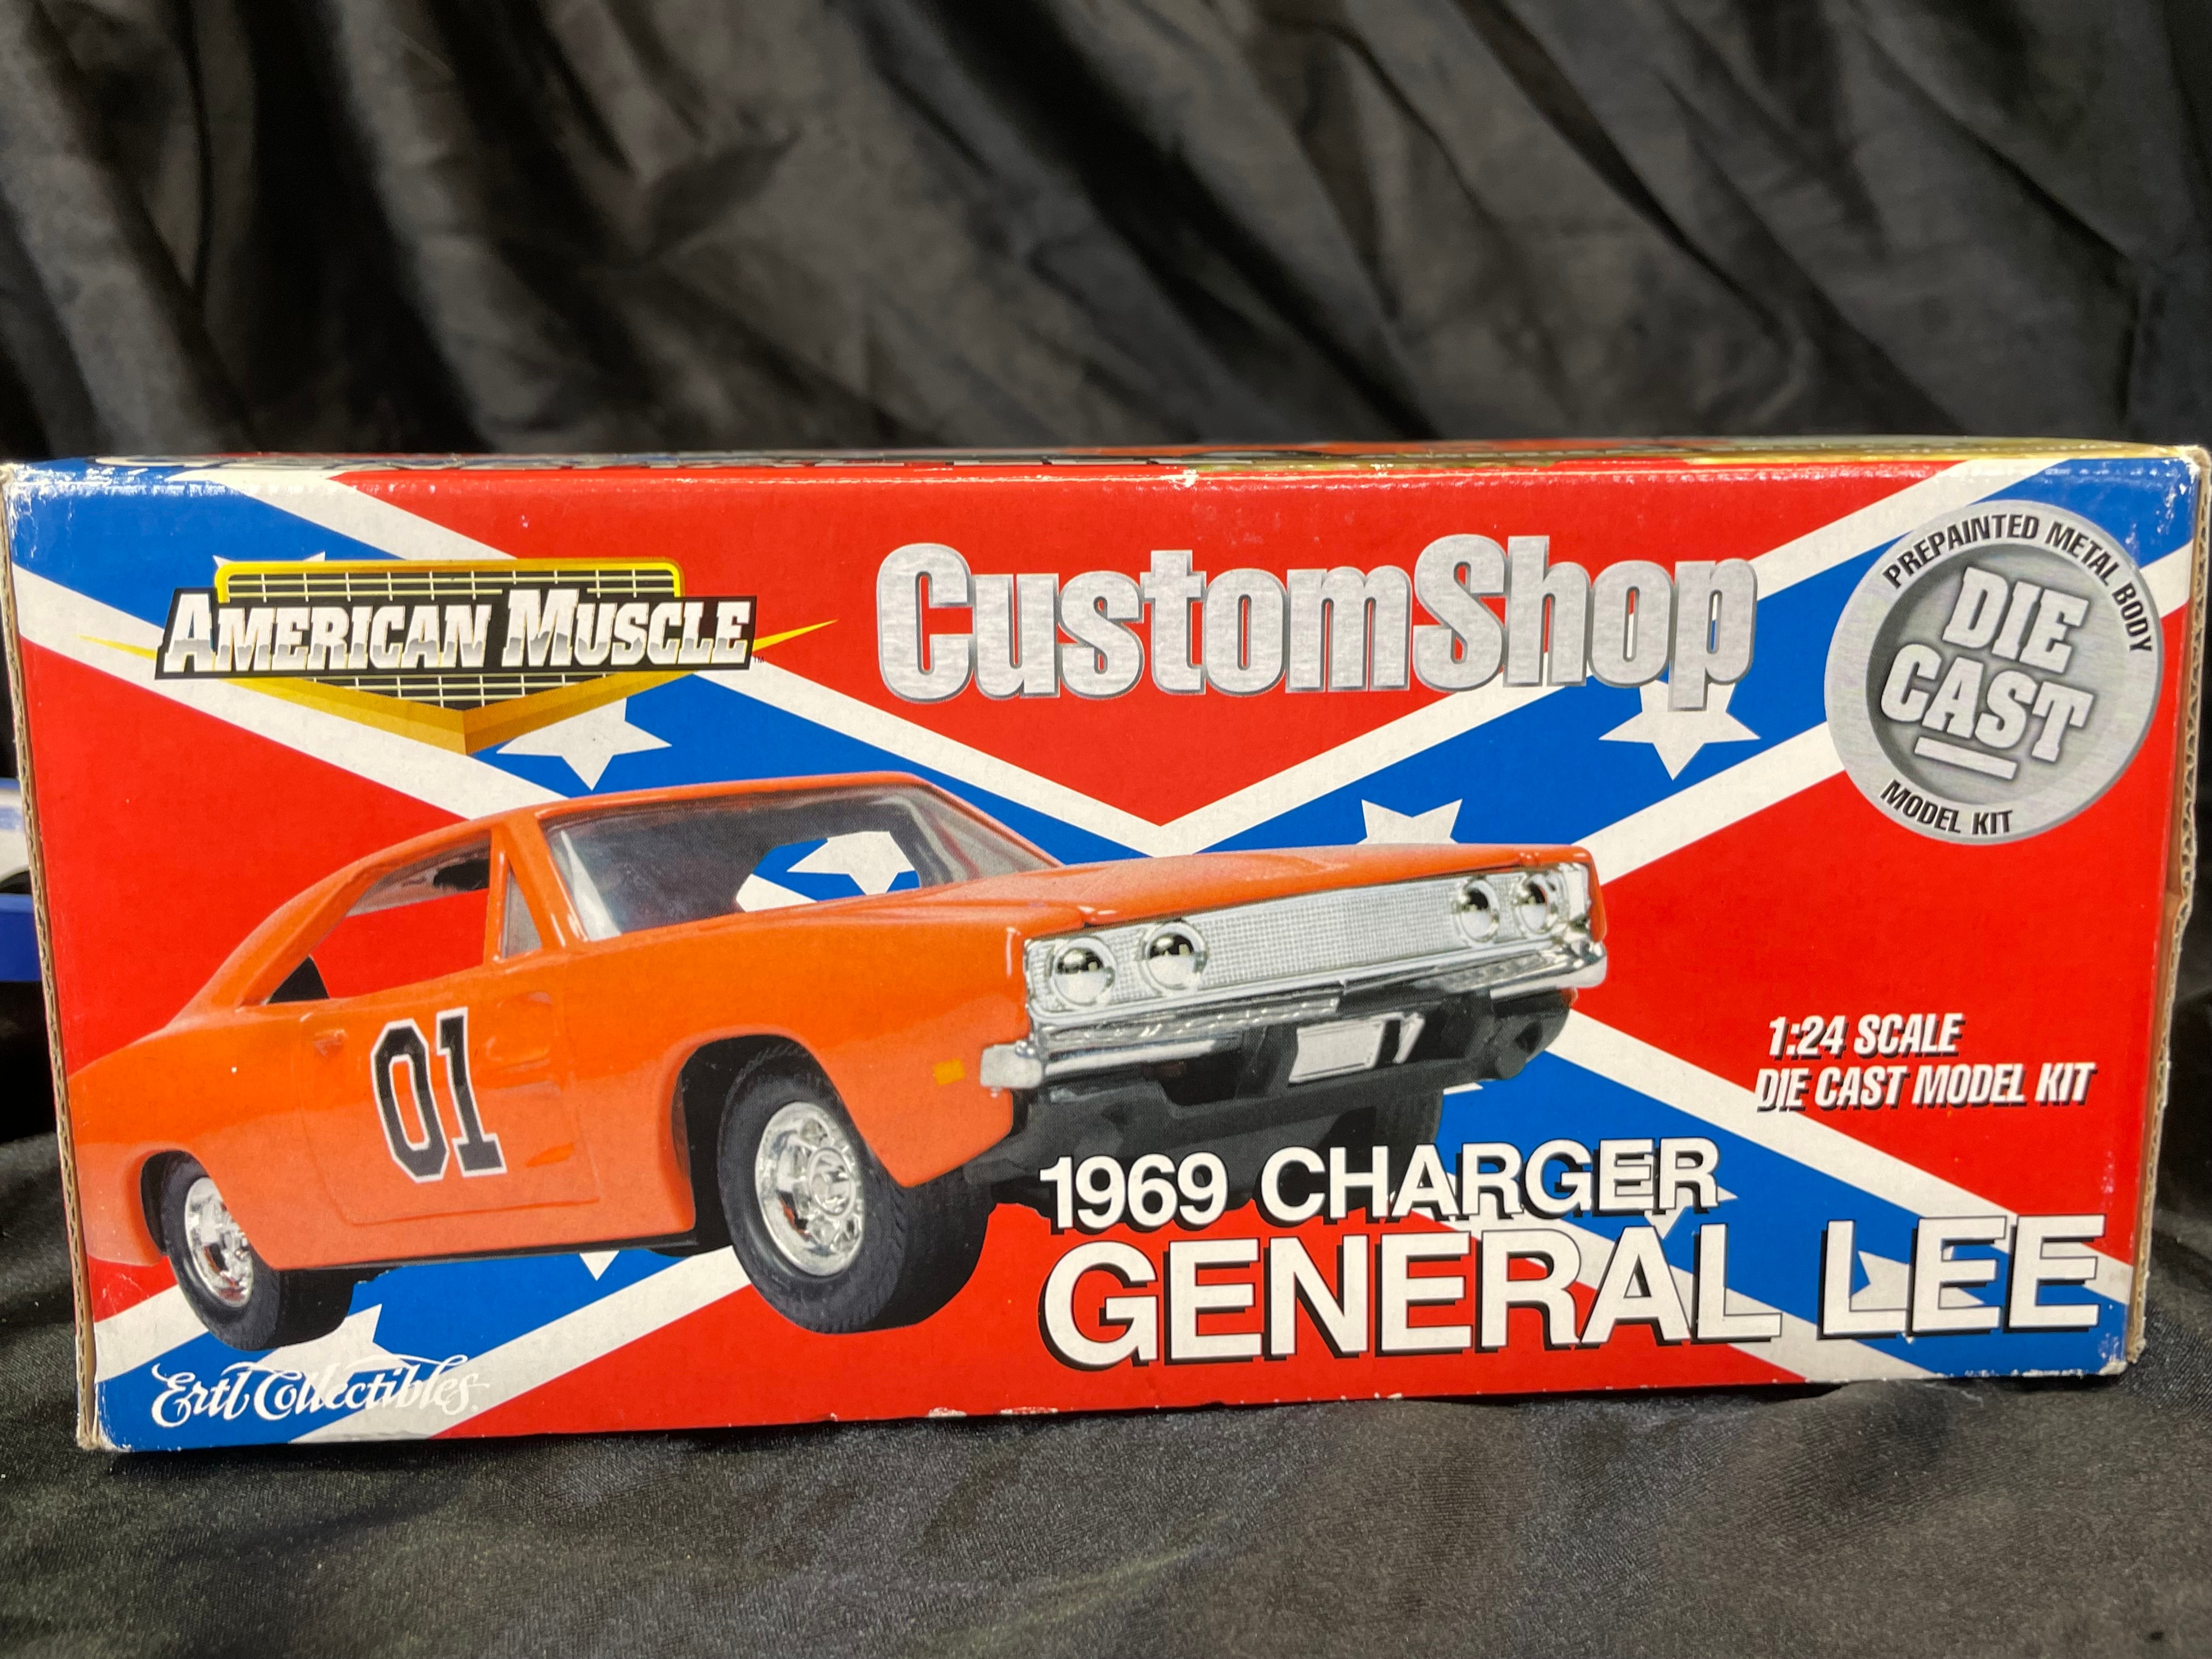 AMERICAN MUSCLE™
CustomShop
PREPAINTED METAL BODY
DIE
CAST
MODEL KIT
01
1:24 SCALE
DIE CAST MODEL KIT
1969 CHARGER
GENERAL LEE
Ertl Collectibles